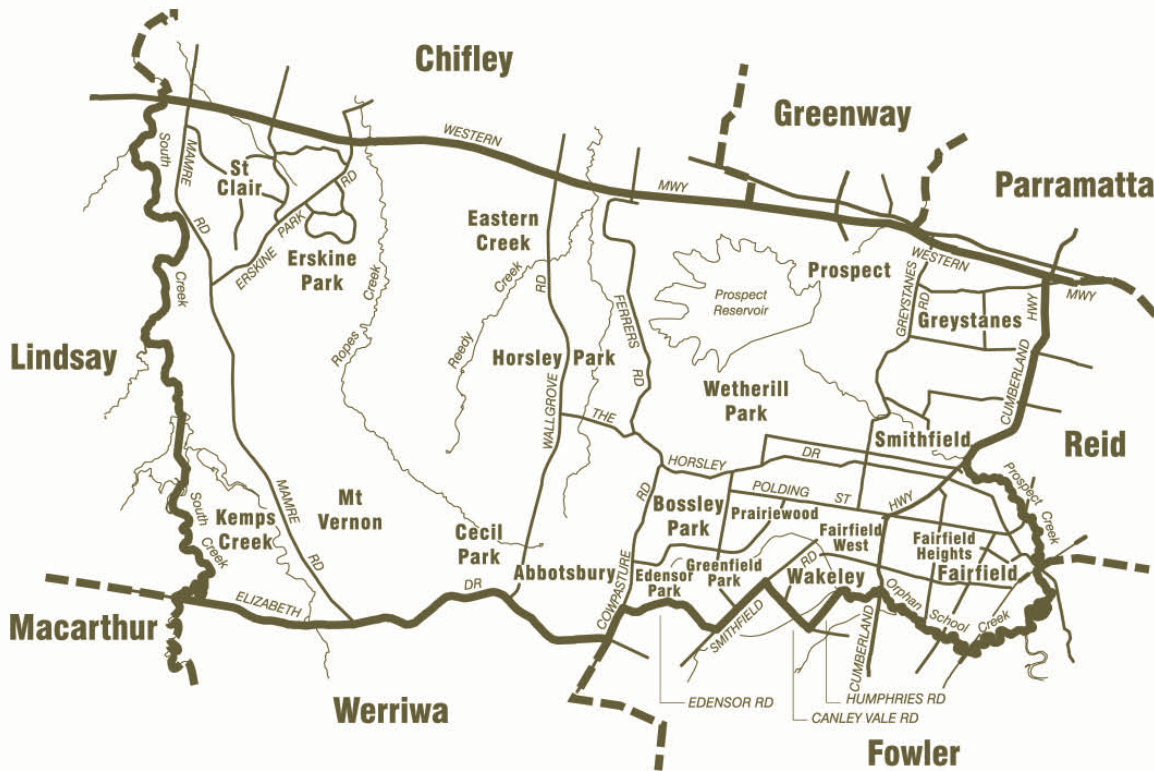 Chifley
Greenway
Parramatta
Lindsay
Reid
Macarthur
Werriwa
Fowler
WESTERN
MWY
WESTERN
MWY
South
Creek
MAMRE
RD
St
Clair
ERSKINE
PARK
RD
Erskine
Park
Ropes
Creek
Eastern
Creek
Reedy
Creek
RD
WALLGROVE
Horsley Park
FERRERS
RD
Prospect
Reservoir
Prospect
GREYSTANES
RD
Greystanes
CUMBERLAND
HWY
Wetherill
Park
Smithfield
THE
HORSLEY
DR
Prospect
Creek
South
Creek
Kemps
Creek
MAMRE
RD
Mt
Vernon
Cecil
Park
Abbotsbury
COWPASTURE
RD
Bossley
Park
POLDING
ST
Prairiewood
HWY
Fairfield
West
Fairfield
Heights
Fairfield
Edensor
Park
Greenfield
Park
SMITHFIELD
RD
Wakeley
Orphan
School
Creek
ELIZABETH
DR
CUMBERLAND
EDENSOR RD
HUMPHRIES RD
CANLEY VALE RD